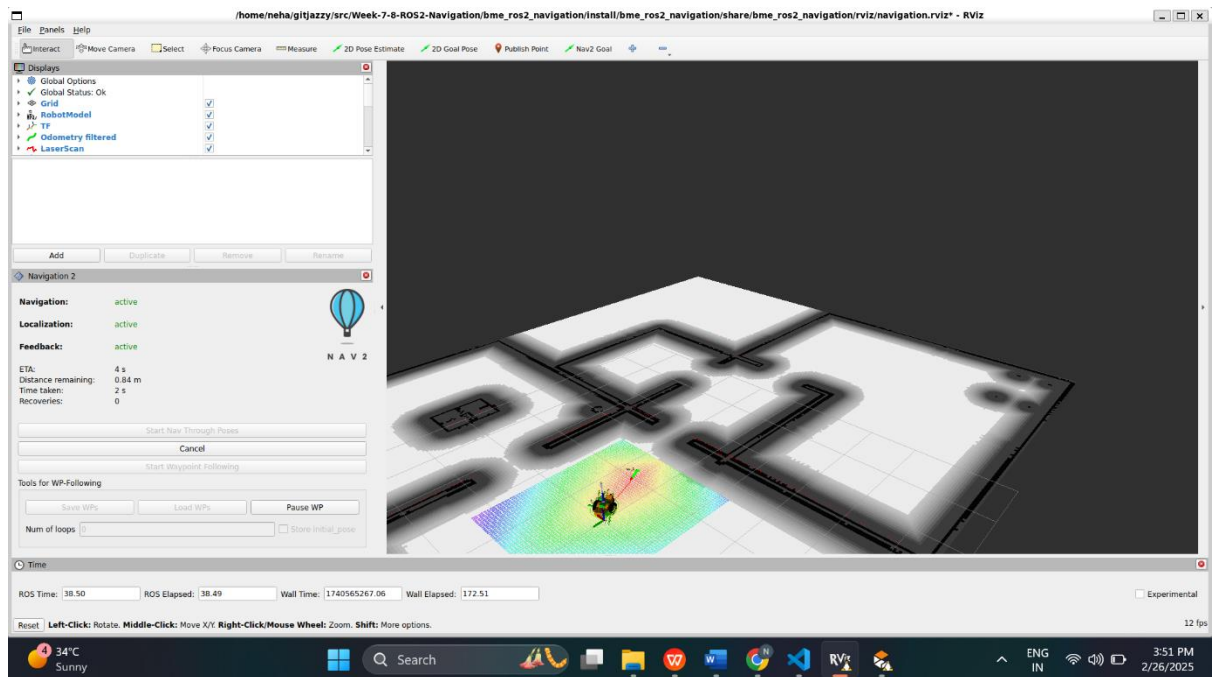 /home/neha/gitjazzy/src/Week-7-8-ROS2-Navigation/bme_ros2_navigation/install/bme_ros2_navigation/share/bme_ros2_navigation/rviz/navigation.rviz* - RViz
File Panels Help
Interact Move Camera Select Focus Camera Measure 2D Pose Estimate 2D Goal Pose Publish Point Nav2 Goal
Displays
Global Options
Global Status: Ok
Grid
RobotModel
TF
Odometry filtered
LaserScan
Add Duplicate Remove Rename
Navigation 2
Navigation: active
Localization: active
Feedback: active
NAV2
ETA: 4 s
Distance remaining: 0.84 m
Time taken: 2 s
Recoveries: 0
Start Nav Through Poses
Cancel
Start Waypoint Following
Tools for WP-Following
Save WPs Load WPs Pause WP
Num of loops 0 Store Initial_pose
Time
ROS Time: 38.50 ROS Elapsed: 38.49 Wall Time: 1740565267.06 Wall Elapsed: 172.51 Experimental
Reset Left-Click: Rotate. Middle-Click: Move X/Y. Right-Click/Mouse Wheel: Zoom. Shift: More options. 12 fps
4 34°C
Sunny
Search
N
RViz
ENG
IN
3:51 PM
2/26/2025